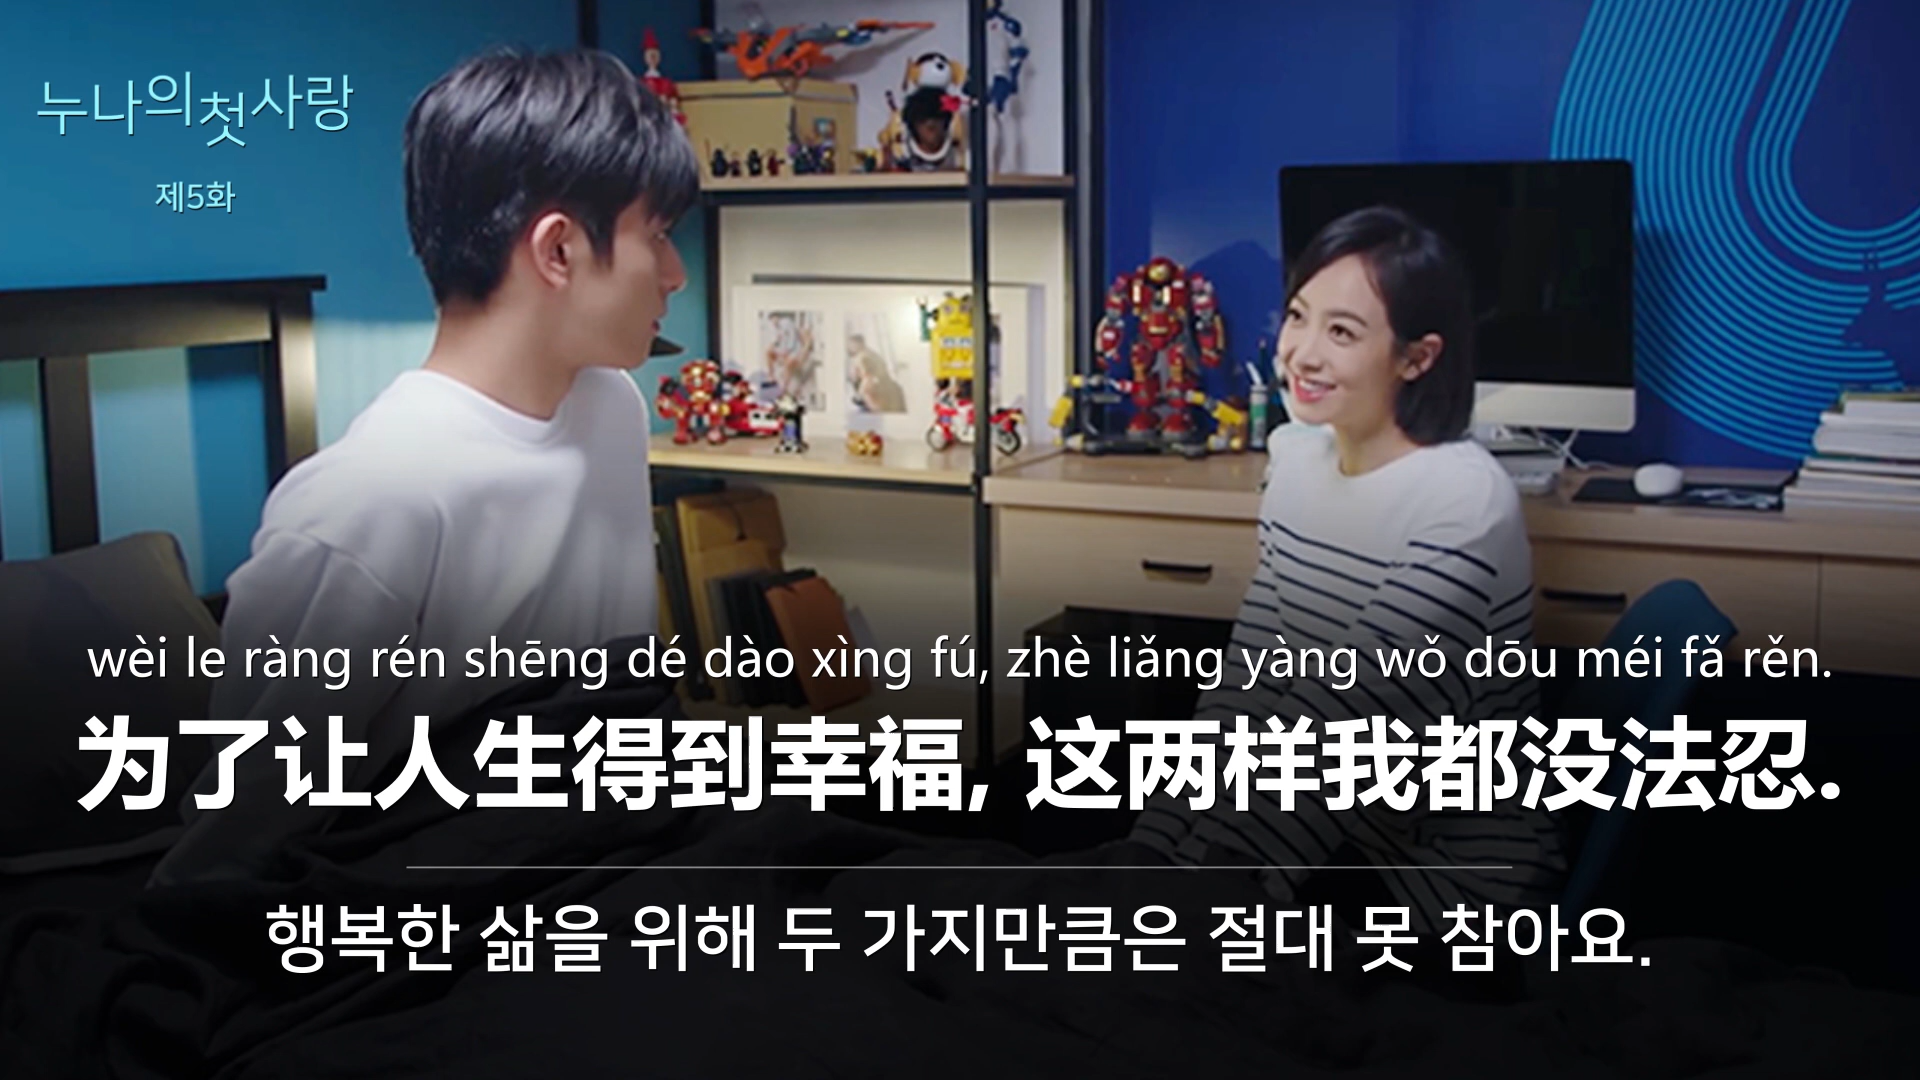 누나의 첫사랑
제5화
wèi le ràng rén shēng dé dào xìng fú, zhè liǎng yàng wǒ dōu méi fǎ rěn.
为了让人生得到幸福, 这两样我都没法忍.
행복한 삶을 위해 두 가지만큼은 절대 못 참아요.